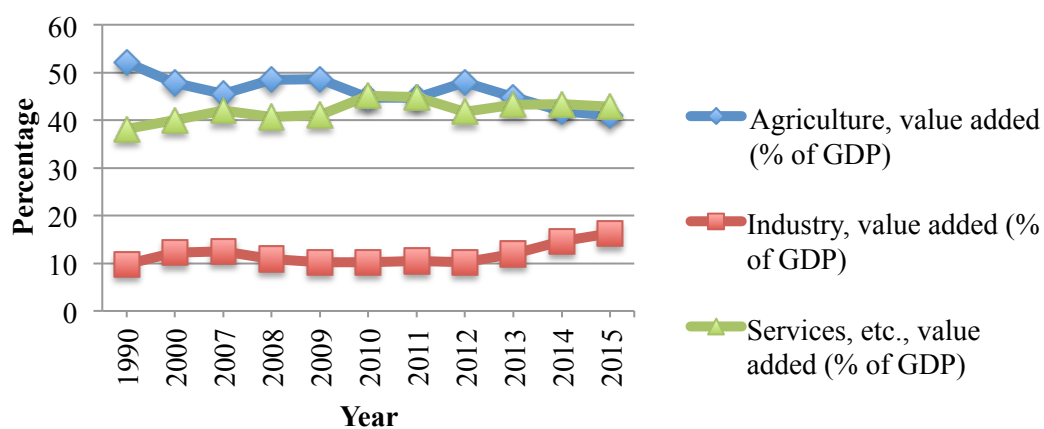 60
50
40
30
20
10
0
Percentage
1990
2000
2007
2008
2009
2010
2011
2012
2013
2014
2015
Year
Agriculture, value added
(% of GDP)
Industry, value added (%
of GDP)
Services, etc., value
added (% of GDP)